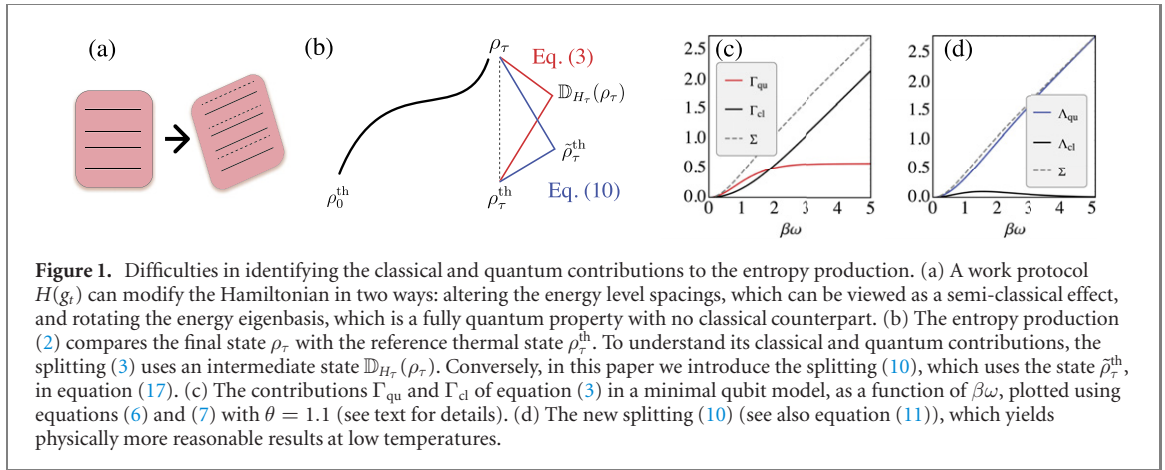 (a)
(b)
ρ_τ
Eq. (3)
𝔻_{H_τ}(ρ_τ)
ρ̃_τ^th
Eq. (10)
ρ_τ^th
ρ_0^th
(c)
2.5
2.0
1.5
1.0
0.5
0.0
Γ_qu
Γ_cl
Σ
0 1 2 3 4 5
βω
(d)
2.5
2.0
1.5
1.0
0.5
0.0
Λ_qu
Λ_cl
Σ
0 1 2 3 4 5
βω
Figure 1. Difficulties in identifying the classical and quantum contributions to the entropy production. (a) A work protocol
H(g_t) can modify the Hamiltonian in two ways: altering the energy level spacings, which can be viewed as a semi-classical effect,
and rotating the energy eigenbasis, which is a fully quantum property with no classical counterpart. (b) The entropy production
(2) compares the final state ρ_τ with the reference thermal state ρ_τ^th. To understand its classical and quantum contributions, the
splitting (3) uses an intermediate state 𝔻_{H_τ}(ρ_τ). Conversely, in this paper we introduce the splitting (10), which uses the state ρ̃_τ^th,
in equation (17). (c) The contributions Γ_qu and Γ_cl of equation (3) in a minimal qubit model, as a function of βω, plotted using
equations (6) and (7) with θ = 1.1 (see text for details). (d) The new splitting (10) (see also equation (11)), which yields
physically more reasonable results at low temperatures.